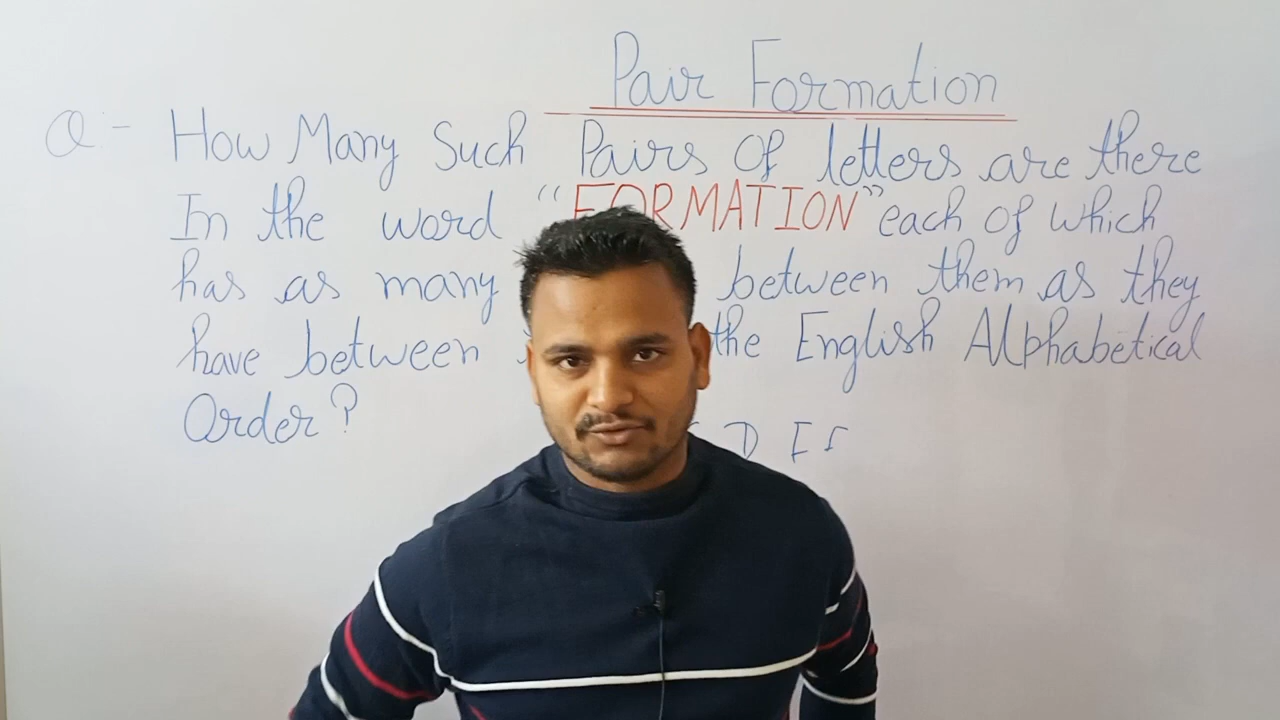 Pair Formation
Q- How Many Such Pairs Of letters are there
In the word "FORMATION" each of which
has as many between them as they
have between the English Alphabetical
Order?
D